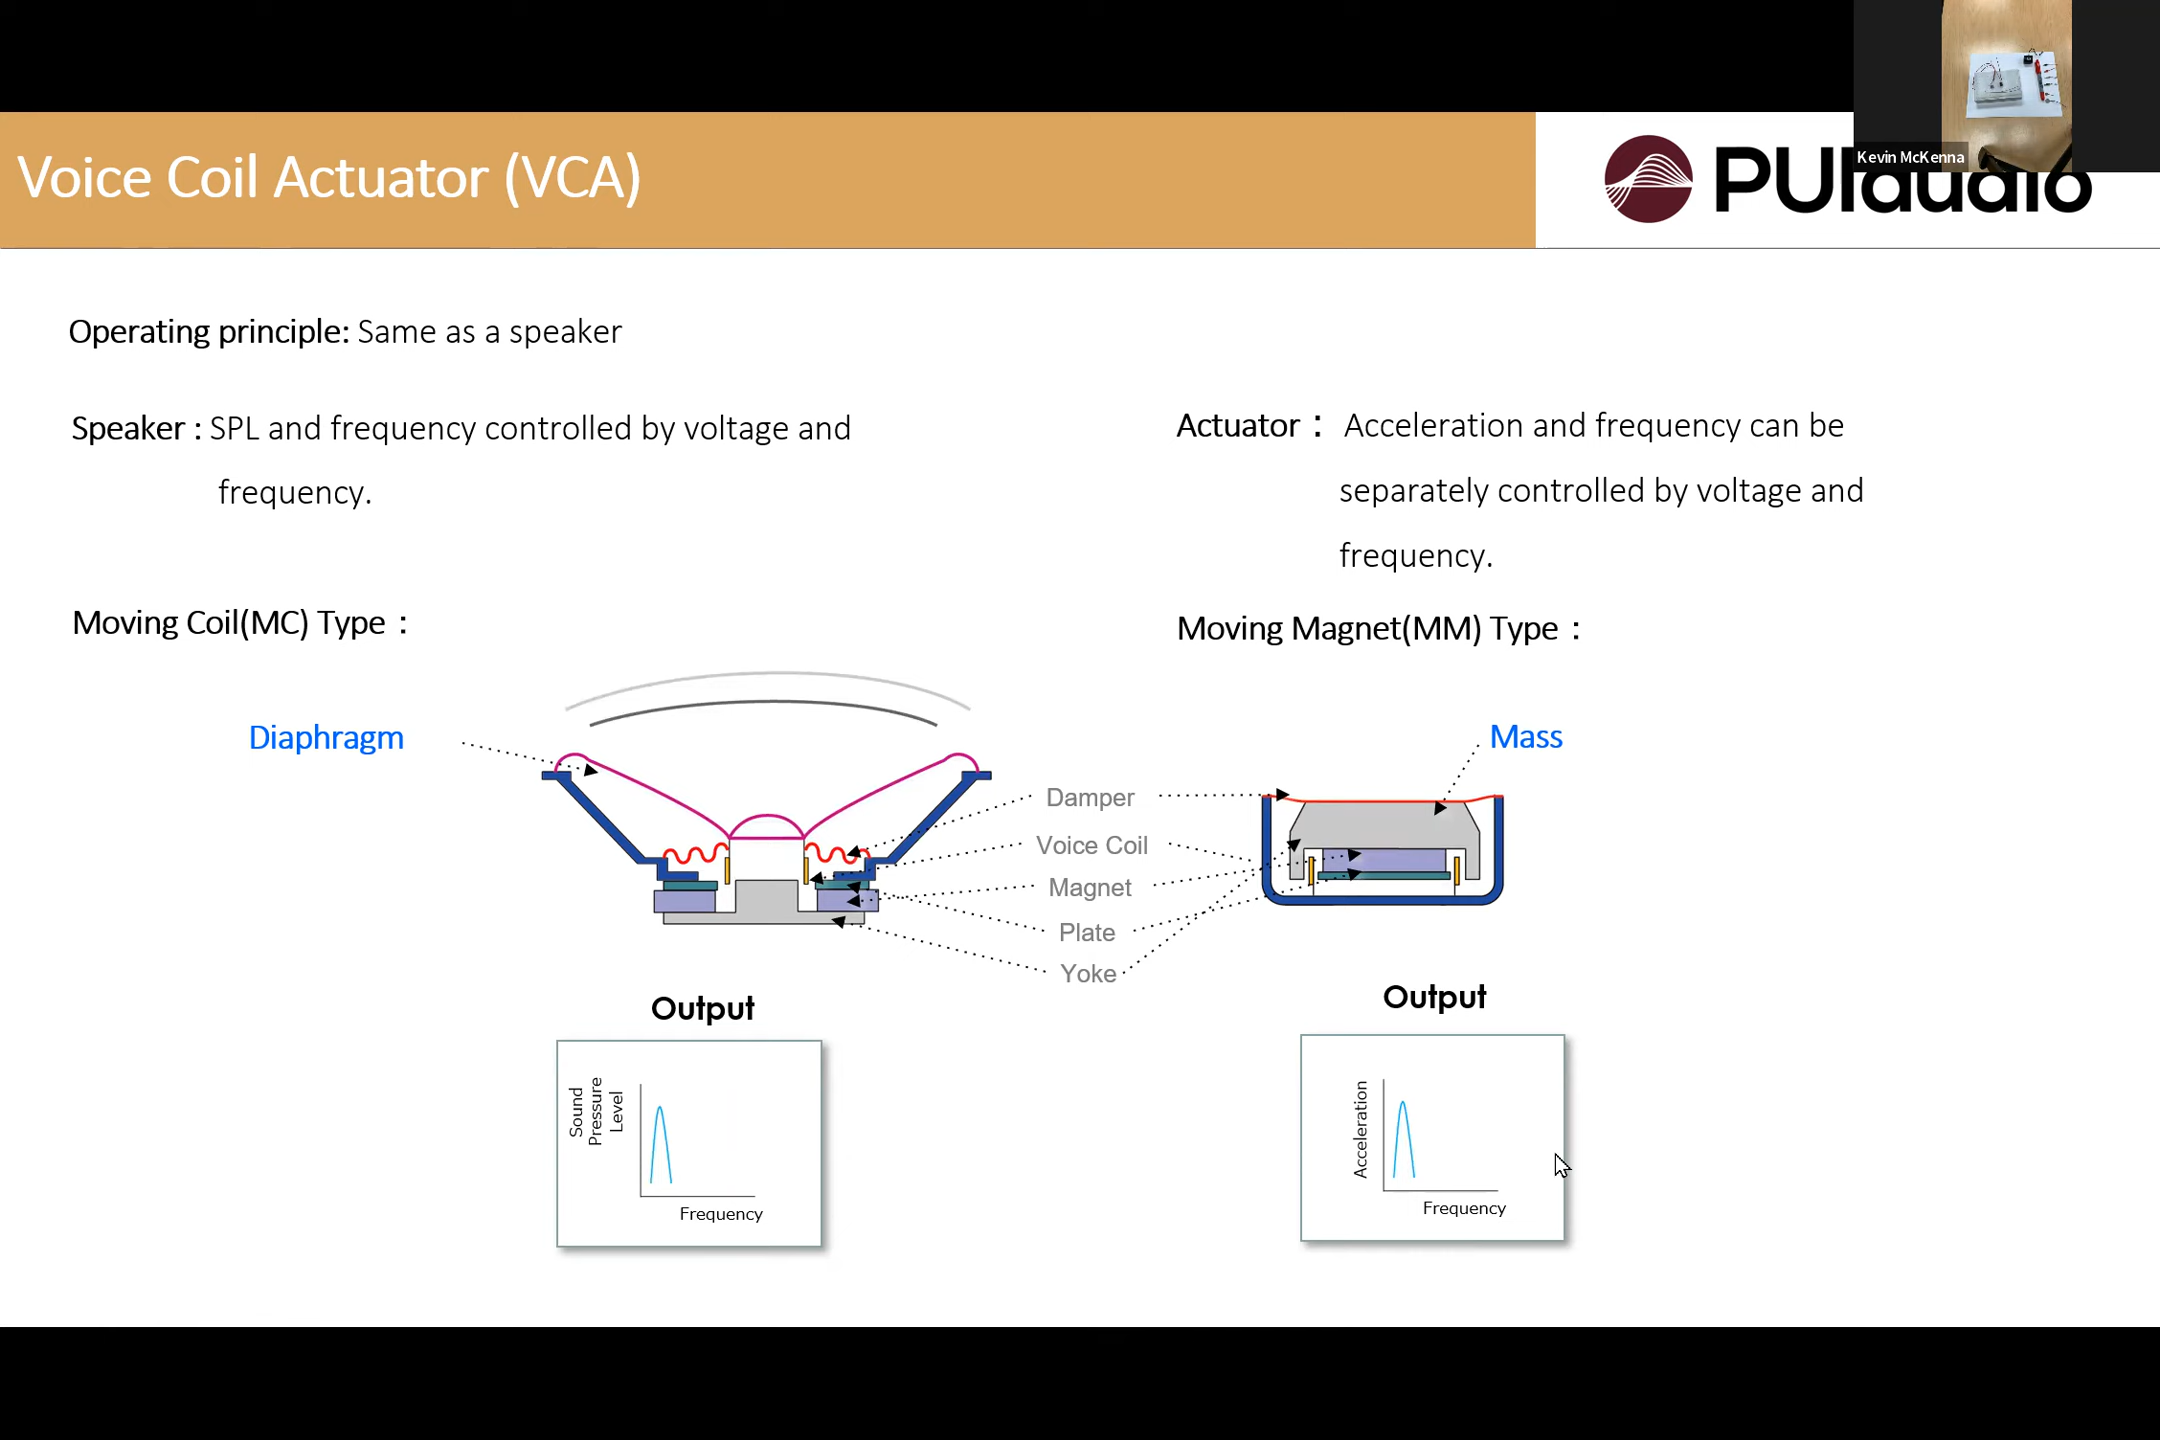 Kevin McKenna
Voice Coil Actuator (VCA)
PUIaudio
Operating principle: Same as a speaker
Speaker : SPL and frequency controlled by voltage and
frequency.
Actuator： Acceleration and frequency can be
separately controlled by voltage and
frequency.
Moving Coil(MC) Type：
Moving Magnet(MM) Type：
Diaphragm
Mass
Damper
Voice Coil
Magnet
Plate
Yoke
Output
Sound
Pressure
Level
Frequency
Output
Acceleration
Frequency